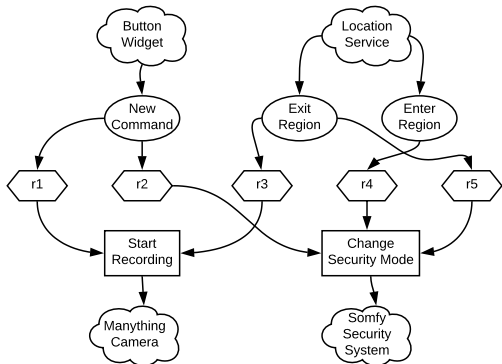 Button
Widget
Location
Service
New
Command
Exit
Region
Enter
Region
r1
r2
r3
r4
r5
Start
Recording
Change
Security Mode
Manything
Camera
Somfy
Security
System